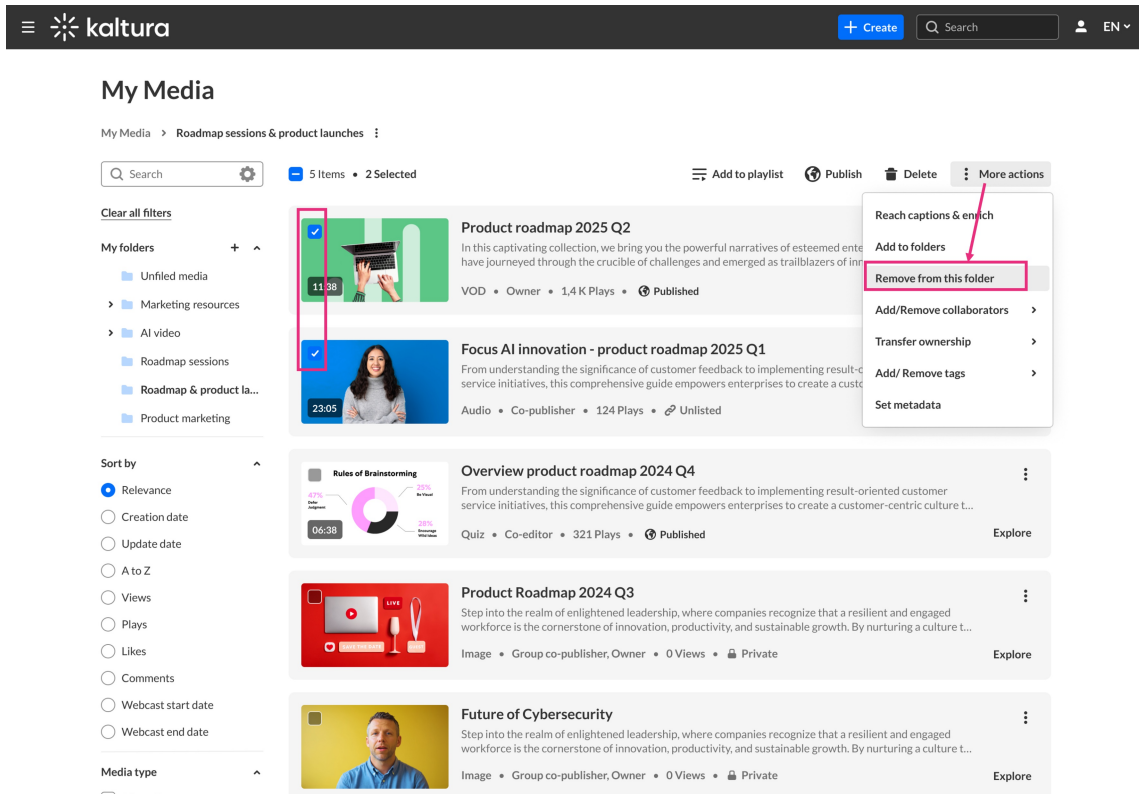 kaltura
Create
Search
EN
My Media
My Media > Roadmap sessions & product launches
Search
5 Items • 2 Selected
Add to playlist
Publish
Delete
More actions
Clear all filters
My folders
Unfiled media
Marketing resources
AI video
Roadmap sessions
Roadmap & product la...
Product marketing
Sort by
Relevance
Creation date
Update date
A to Z
Views
Plays
Likes
Comments
Webcast start date
Webcast end date
Media type
11:38
Product roadmap 2025 Q2
In this captivating collection, we bring you the powerful narratives of esteemed ente
have journeyed through the crucible of challenges and emerged as trailblazers of inn
VOD • Owner • 1,4 K Plays • Published
Reach captions & enrich
Add to folders
Remove from this folder
Add/Remove collaborators
Transfer ownership
Add/ Remove tags
Set metadata
23:05
Focus AI innovation - product roadmap 2025 Q1
From understanding the significance of customer feedback to implementing result-o
service initiatives, this comprehensive guide empowers enterprises to create a custo
Audio • Co-publisher • 124 Plays • Unlisted
Rules of Brainstorming
47%
Defer
Judgment
25%
Be Visual
28%
Encourage
Wild Ideas
06:38
Overview product roadmap 2024 Q4
From understanding the significance of customer feedback to implementing result-oriented customer
service initiatives, this comprehensive guide empowers enterprises to create a customer-centric culture t...
Quiz • Co-editor • 321 Plays • Published
Explore
LIVE
SAVE THE DATE
Product Roadmap 2024 Q3
Step into the realm of enlightened leadership, where companies recognize that a resilient and engaged
workforce is the cornerstone of innovation, productivity, and sustainable growth. By nurturing a culture t...
Image • Group co-publisher, Owner • 0 Views • Private
Explore
Future of Cybersecurity
Step into the realm of enlightened leadership, where companies recognize that a resilient and engaged
workforce is the cornerstone of innovation, productivity, and sustainable growth. By nurturing a culture t...
Image • Group co-publisher, Owner • 0 Views • Private
Explore